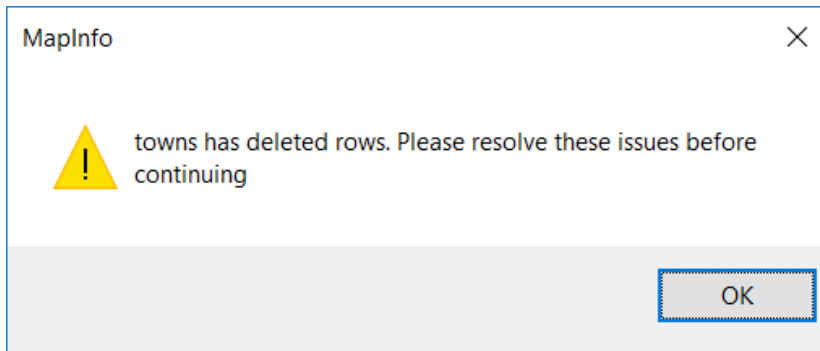 MapInfo
towns has deleted rows. Please resolve these issues before
continuing
OK